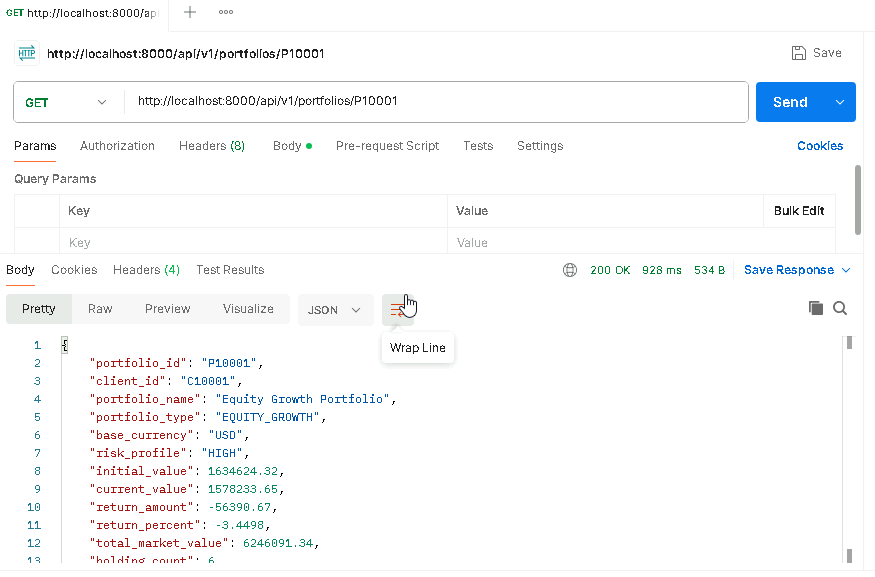 GET http://localhost:8000/api
http://localhost:8000/api/v1/portfolios/P10001
Save
GET
http://localhost:8000/api/v1/portfolios/P10001
Send
Params Authorization Headers (8) Body Pre-request Script Tests Settings Cookies
Query Params
Key Value Bulk Edit
Key Value
Body Cookies Headers (4) Test Results 200 OK 928 ms 534 B Save Response
Pretty Raw Preview Visualize JSON
Wrap Line
1 {
2 "portfolio_id": "P10001",
3 "client_id": "C10001",
4 "portfolio_name": "Equity Growth Portfolio",
5 "portfolio_type": "EQUITY_GROWTH",
6 "base_currency": "USD",
7 "risk_profile": "HIGH",
8 "initial_value": 1634624.32,
9 "current_value": 1578233.65,
10 "return_amount": -56390.67,
11 "return_percent": -3.4498,
12 "total_market_value": 6246091.34,
13 "holding_count": 6